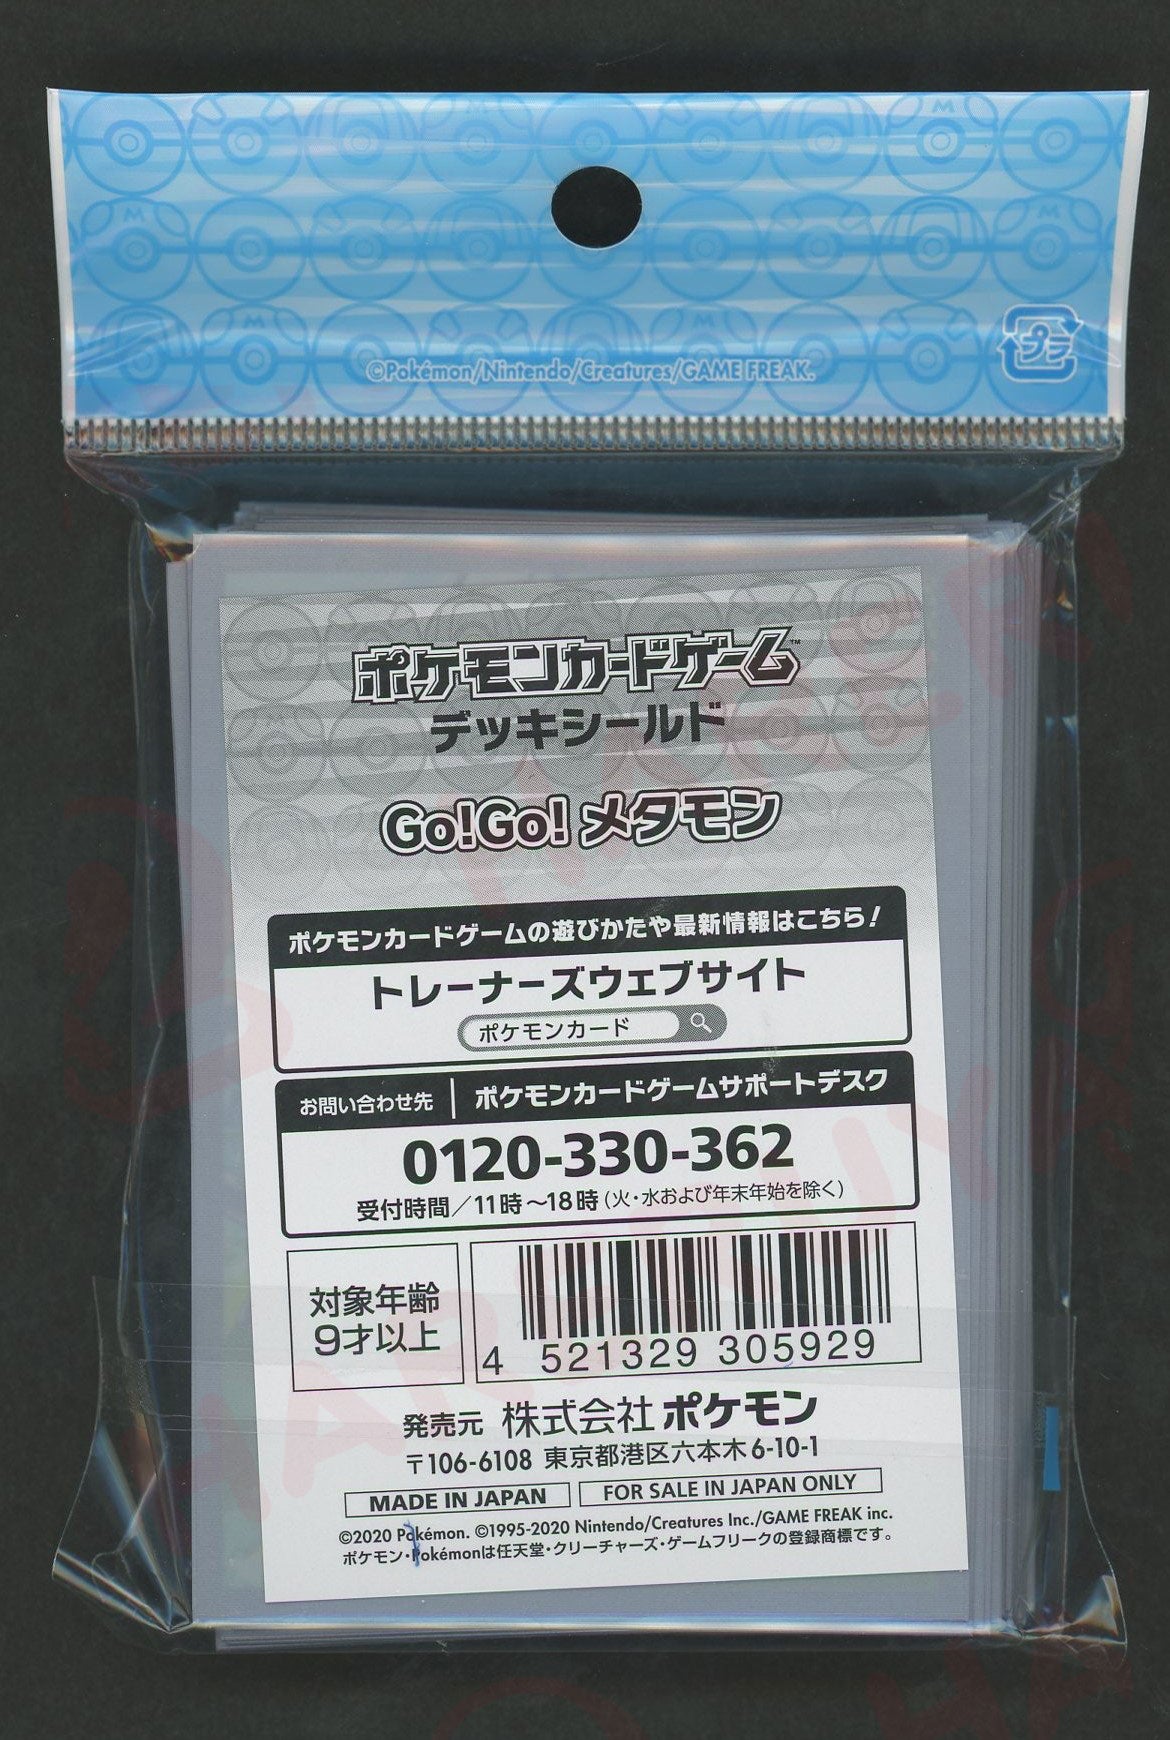 ©Pokémon/Nintendo/Creatures/GAME FREAK.
プラ
ポケモンカードゲーム™
デッキシールド
Go!Go! メタモン
ポケモンカードゲームの遊びかたや最新情報はこちら!
トレーナーズウェブサイト
ポケモンカード
お問い合わせ先 ポケモンカードゲームサポートデスク
0120-330-362
受付時間/11時~18時(火・水および年末年始を除く)
対象年齢
9才以上
4 521329 305929
発売元 株式会社ポケモン
〒106-6108 東京都港区六本木6-10-1
MADE IN JAPAN FOR SALE IN JAPAN ONLY
©2020 Pokémon. ©1995-2020 Nintendo/Creatures Inc./GAME FREAK inc.
ポケモン・Pokémonは任天堂・クリーチャーズ・ゲームフリークの登録商標です。